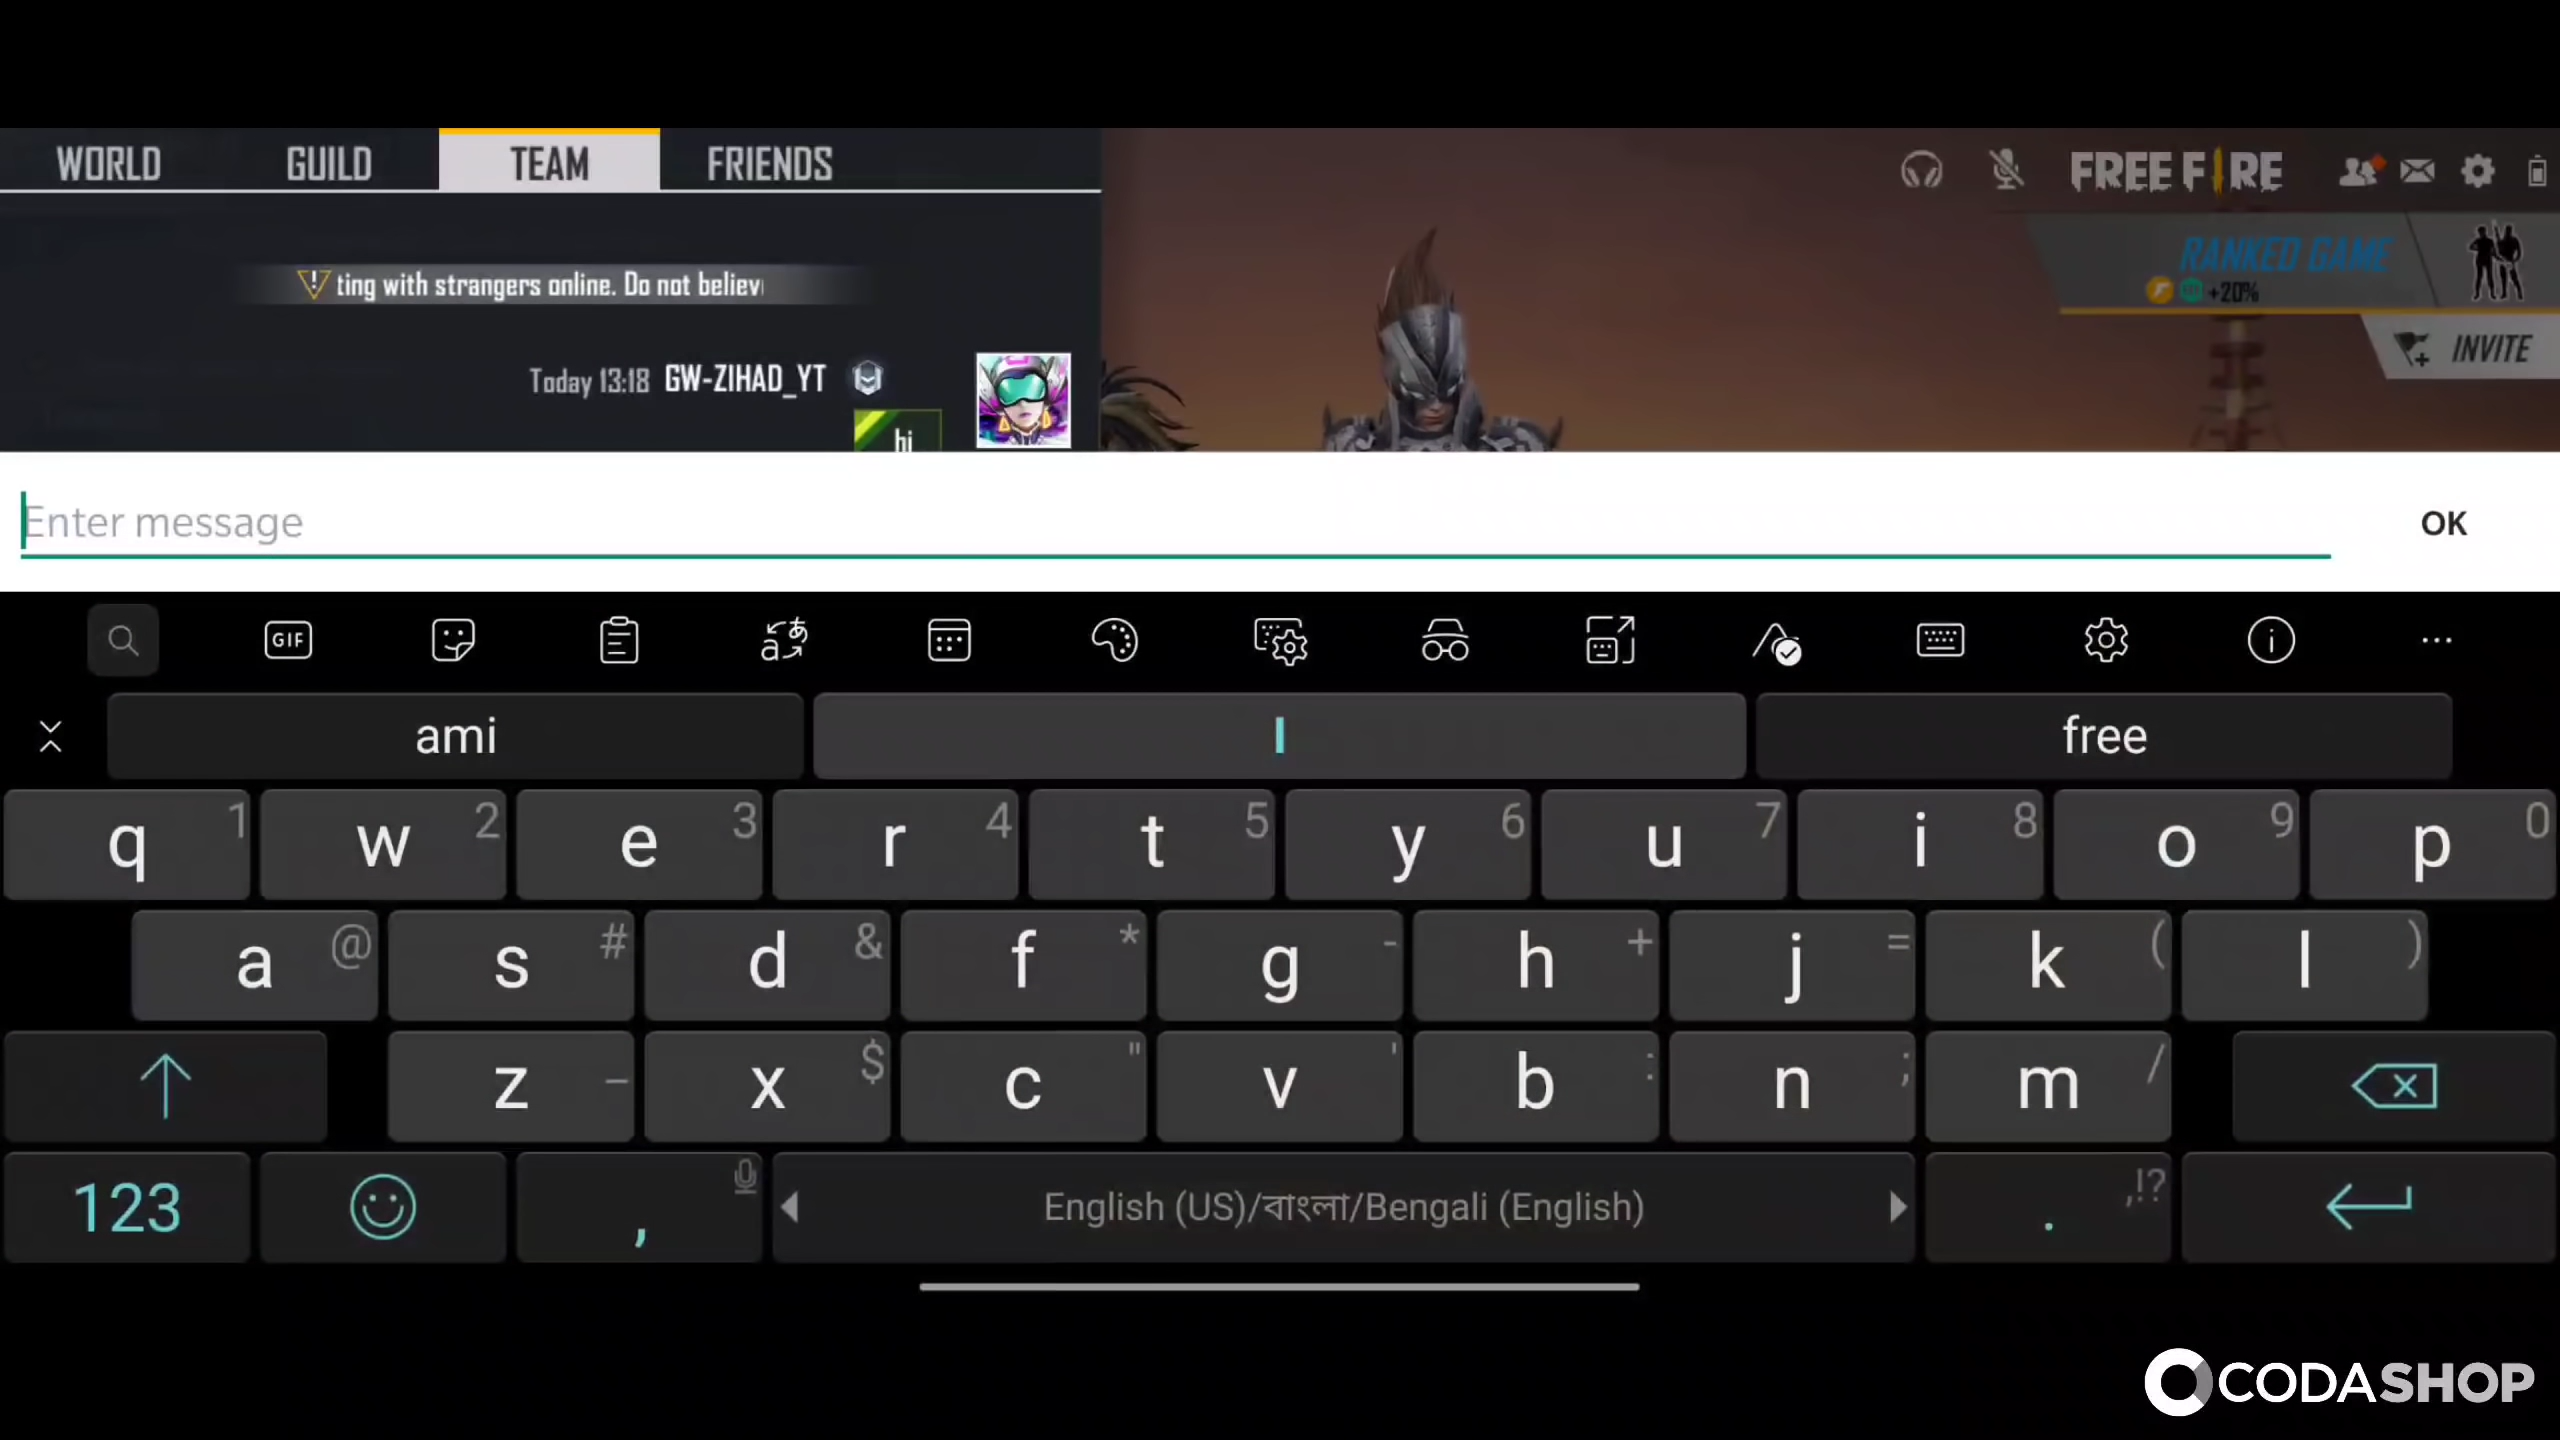 WORLD GUILD TEAM FRIENDS
FREE FIRE
ting with strangers online. Do not believ
RANKED GAME
+20%
INVITE
Today 13:18 GW-ZIHAD_YT
hi
Enter message
OK
GIF
ami I free
q 1 w 2 e 3 r 4 t 5 y 6 u 7 i 8 o 9 p 0
a @ s # d & f * g - h + j = k ( l )
z _ x $ c " v ' b : n ; m /
123 , English (US)/বাংলা/Bengali (English) . ,!?
CODASHOP